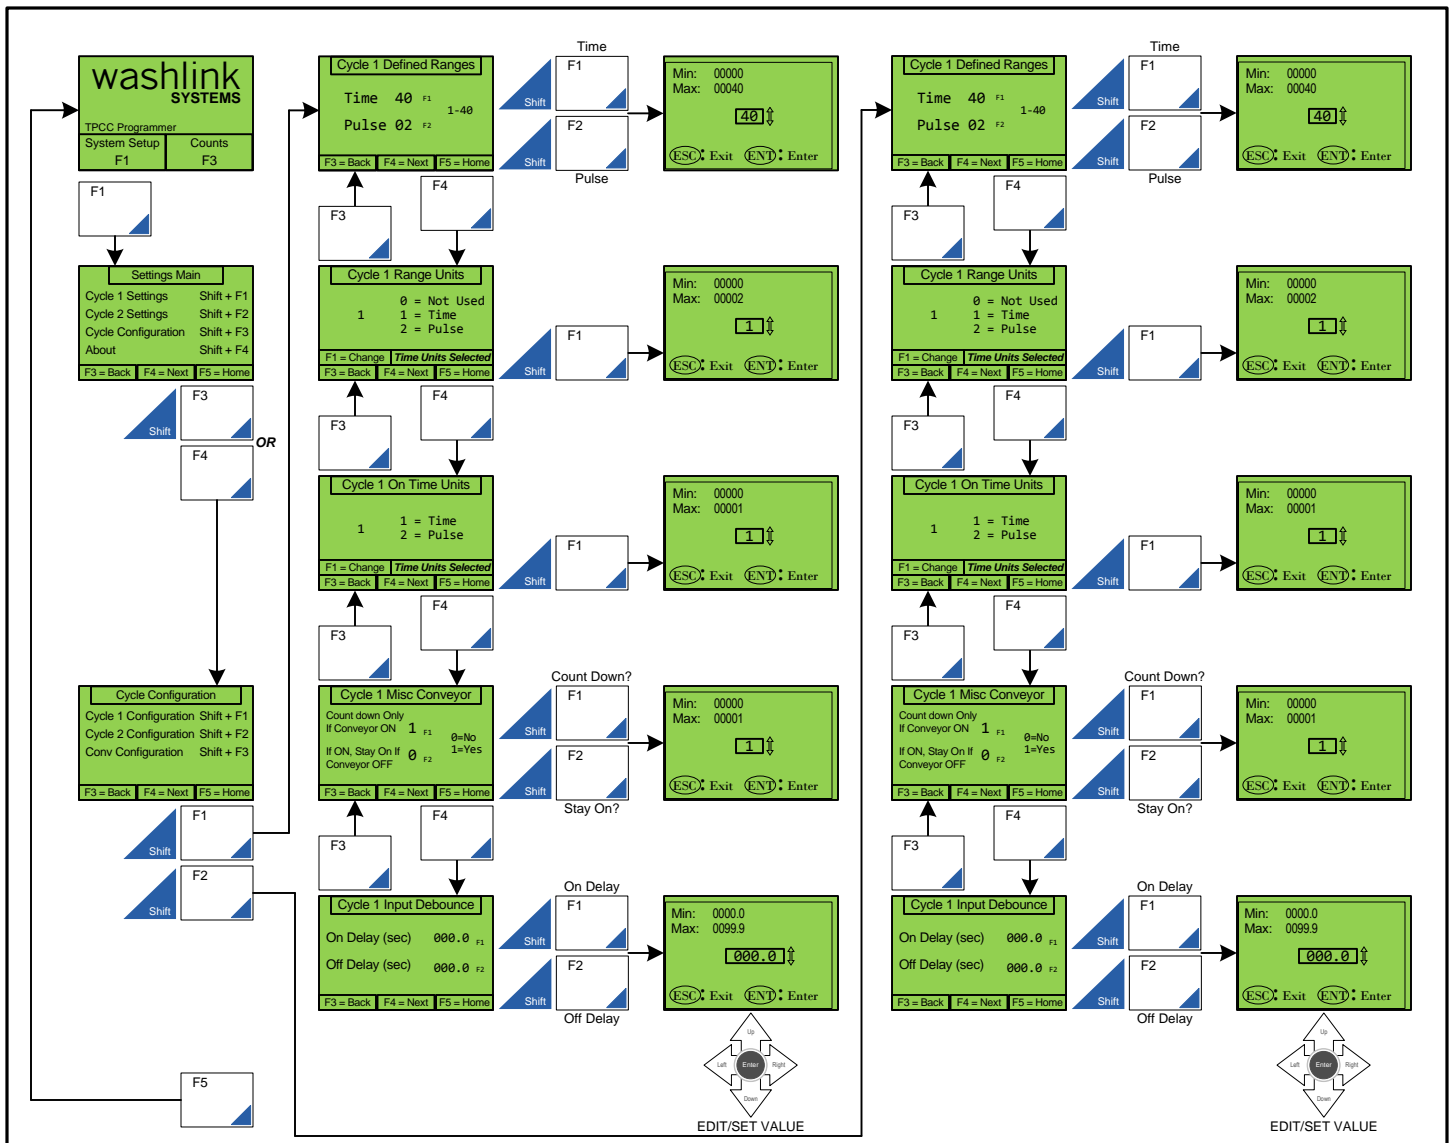 washlink
SYSTEMS
TPCC Programmer
System Setup
F1
Counts
F3
F1
Settings Main
Cycle 1 Settings Shift + F1
Cycle 2 Settings Shift + F2
Cycle Configuration Shift + F3
About Shift + F4
F3 = Back F4 = Next F5 = Home
Shift
F3
OR
F4
Cycle Configuration
Cycle 1 Configuration Shift + F1
Cycle 2 Configuration Shift + F2
Conv Configuration Shift + F3
F3 = Back F4 = Next F5 = Home
Shift
F1
Shift
F2
F5
Cycle 1 Defined Ranges
Time 40 F1
1-40
Pulse 02 F2
F3 = Back F4 = Next F5 = Home
Time
Shift
F1
Shift
F2
Pulse
Min: 00000
Max: 00040
40
ESC: Exit ENT: Enter
F3
F4
Cycle 1 Range Units
0 = Not Used
1 1 = Time
2 = Pulse
F1 = Change Time Units Selected
F3 = Back F4 = Next F5 = Home
Shift
F1
Min: 00000
Max: 00002
1
ESC: Exit ENT: Enter
F3
F4
Cycle 1 On Time Units
1 1 = Time
2 = Pulse
F1 = Change Time Units Selected
F3 = Back F4 = Next F5 = Home
Shift
F1
Min: 00000
Max: 00001
1
ESC: Exit ENT: Enter
F3
F4
Cycle 1 Misc Conveyor
Count down Only
If Conveyor ON 1 F1
0=No
1=Yes
If ON, Stay On If
Conveyor OFF 0 F2
F3 = Back F4 = Next F5 = Home
Count Down?
Shift
F1
Shift
F2
Stay On?
Min: 00000
Max: 00001
1
ESC: Exit ENT: Enter
F3
F4
Cycle 1 Input Debounce
On Delay (sec) 000.0 F1
Off Delay (sec) 000.0 F2
F3 = Back F4 = Next F5 = Home
On Delay
Shift
F1
Shift
F2
Off Delay
Min: 0000.0
Max: 0099.9
000.0
ESC: Exit ENT: Enter
Up
Left Enter Right
Down
EDIT/SET VALUE
Cycle 1 Defined Ranges
Time 40 F1
1-40
Pulse 02 F2
F3 = Back F4 = Next F5 = Home
Time
Shift
F1
Shift
F2
Pulse
Min: 00000
Max: 00040
40
ESC: Exit ENT: Enter
F3
F4
Cycle 1 Range Units
0 = Not Used
1 1 = Time
2 = Pulse
F1 = Change Time Units Selected
F3 = Back F4 = Next F5 = Home
Shift
F1
Min: 00000
Max: 00002
1
ESC: Exit ENT: Enter
F3
F4
Cycle 1 On Time Units
1 1 = Time
2 = Pulse
F1 = Change Time Units Selected
F3 = Back F4 = Next F5 = Home
Shift
F1
Min: 00000
Max: 00001
1
ESC: Exit ENT: Enter
F3
F4
Cycle 1 Misc Conveyor
Count down Only
If Conveyor ON 1 F1
0=No
1=Yes
If ON, Stay On If
Conveyor OFF 0 F2
F3 = Back F4 = Next F5 = Home
Count Down?
Shift
F1
Shift
F2
Stay On?
Min: 00000
Max: 00001
1
ESC: Exit ENT: Enter
F3
F4
Cycle 1 Input Debounce
On Delay (sec) 000.0 F1
Off Delay (sec) 000.0 F2
F3 = Back F4 = Next F5 = Home
On Delay
Shift
F1
Shift
F2
Off Delay
Min: 0000.0
Max: 0099.9
000.0
ESC: Exit ENT: Enter
Up
Left Enter Right
Down
EDIT/SET VALUE